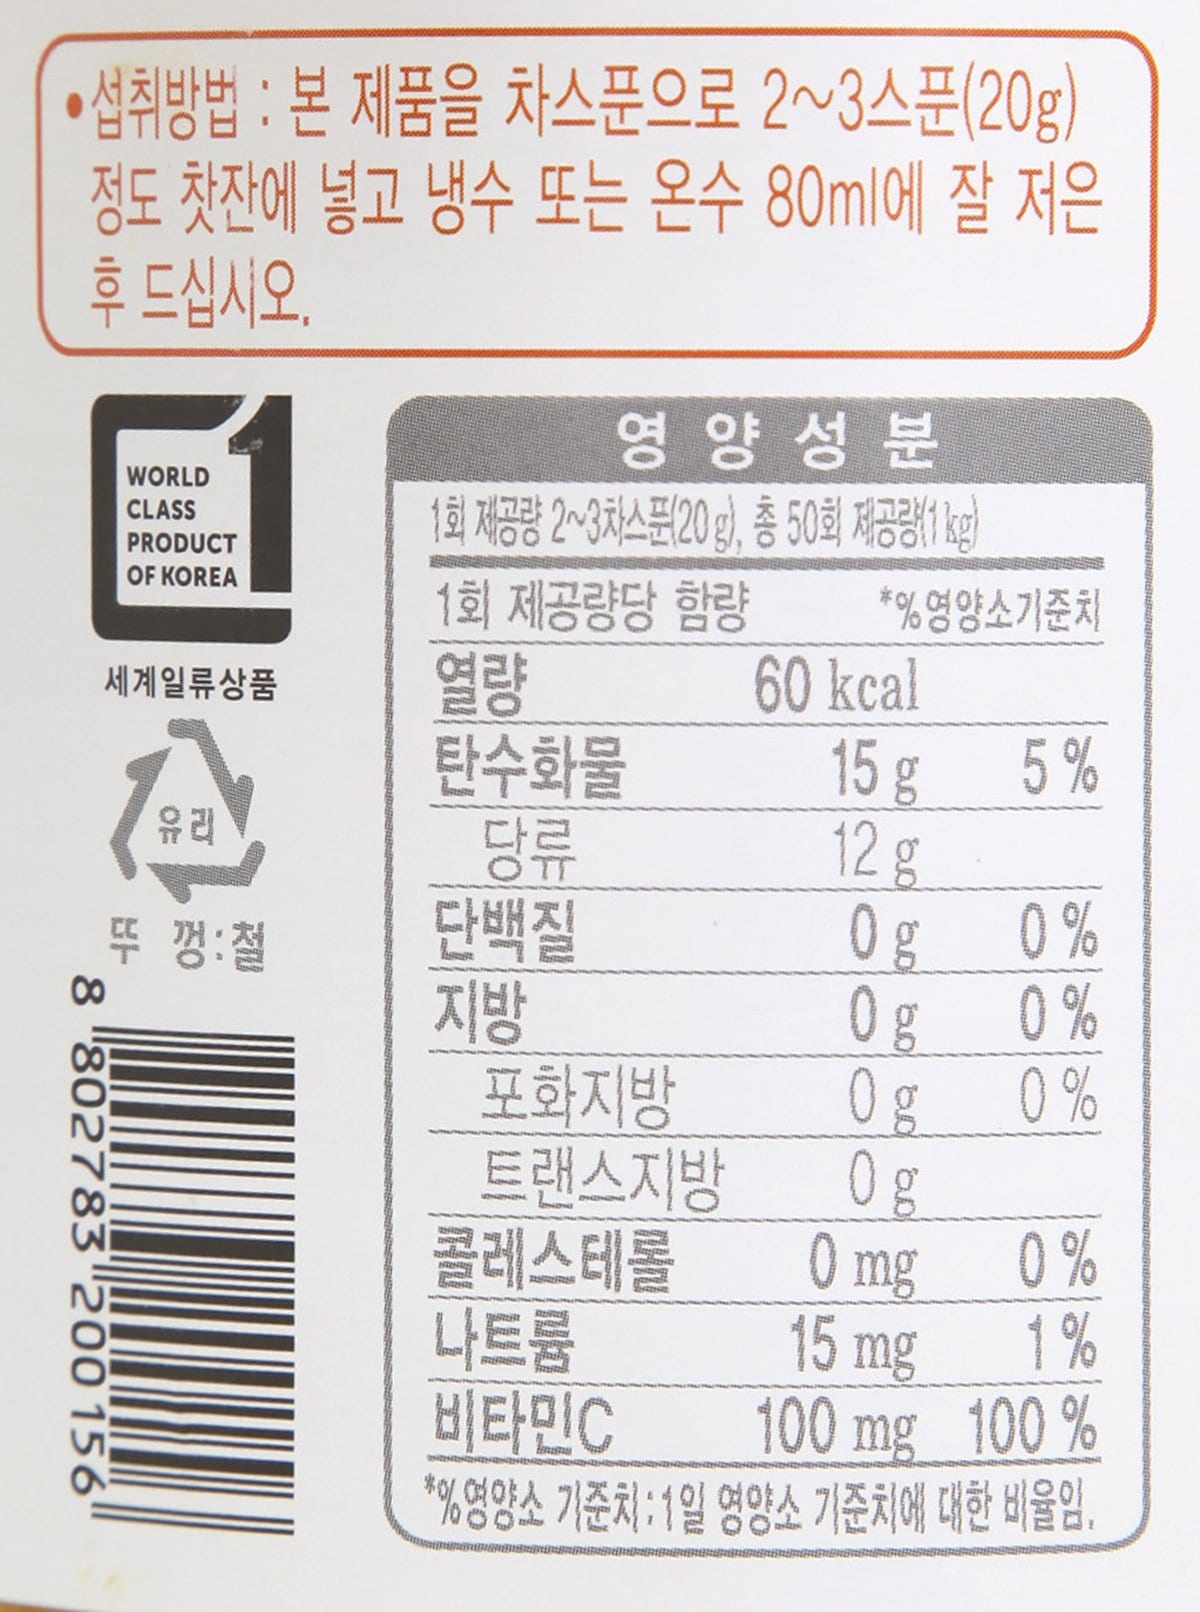 •섭취방법 : 본 제품을 차스푼으로 2~3스푼(20g)
정도 찻잔에 넣고 냉수 또는 온수 80ml에 잘 저은
후 드십시오.
1
WORLD
CLASS
PRODUCT
OF KOREA
세계일류상품
유리
뚜 껑:철
8 802783 200156
영 양 성 분
1회 제공량 2~3차스푼(20 g), 총 50회 제공량(1 kg)
1회 제공량당 함량 *%영양소기준치
열량 60 kcal
탄수화물 15 g 5 %
당류 12 g
단백질 0 g 0 %
지방 0 g 0 %
포화지방 0 g 0 %
트랜스지방 0 g
콜레스테롤 0 mg 0 %
나트륨 15 mg 1 %
비타민C 100 mg 100 %
*%영양소 기준치:1일 영양소 기준치에 대한 비율임.